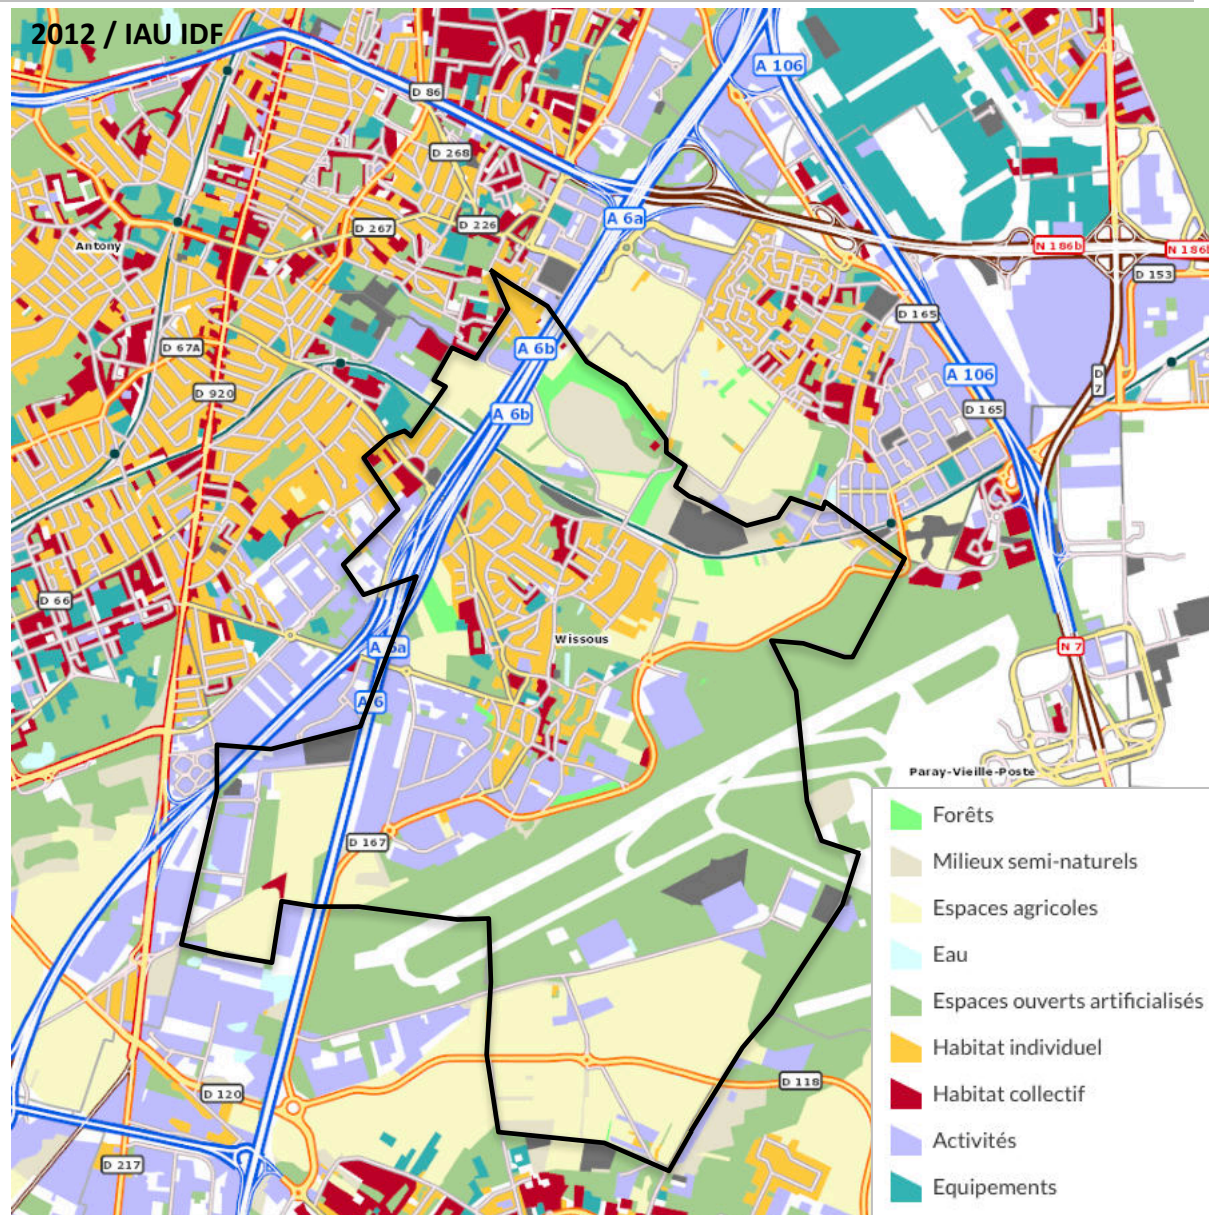 2012 / IAU IDF
A 106
D 86
D 268
A 6a
D 226
D 267
Antony
N 186b
N 186b
D 153
D 165
A 6b
D 67A
A 106
D 7
D 920
D 165
A 6b
D 66
Wissous
A 6a
N 7
A 6
Paray-Vieille-Poste
D 167
D 118
D 120
D 217
Forêts
Milieux semi-naturels
Espaces agricoles
Eau
Espaces ouverts artificialisés
Habitat individuel
Habitat collectif
Activités
Equipements